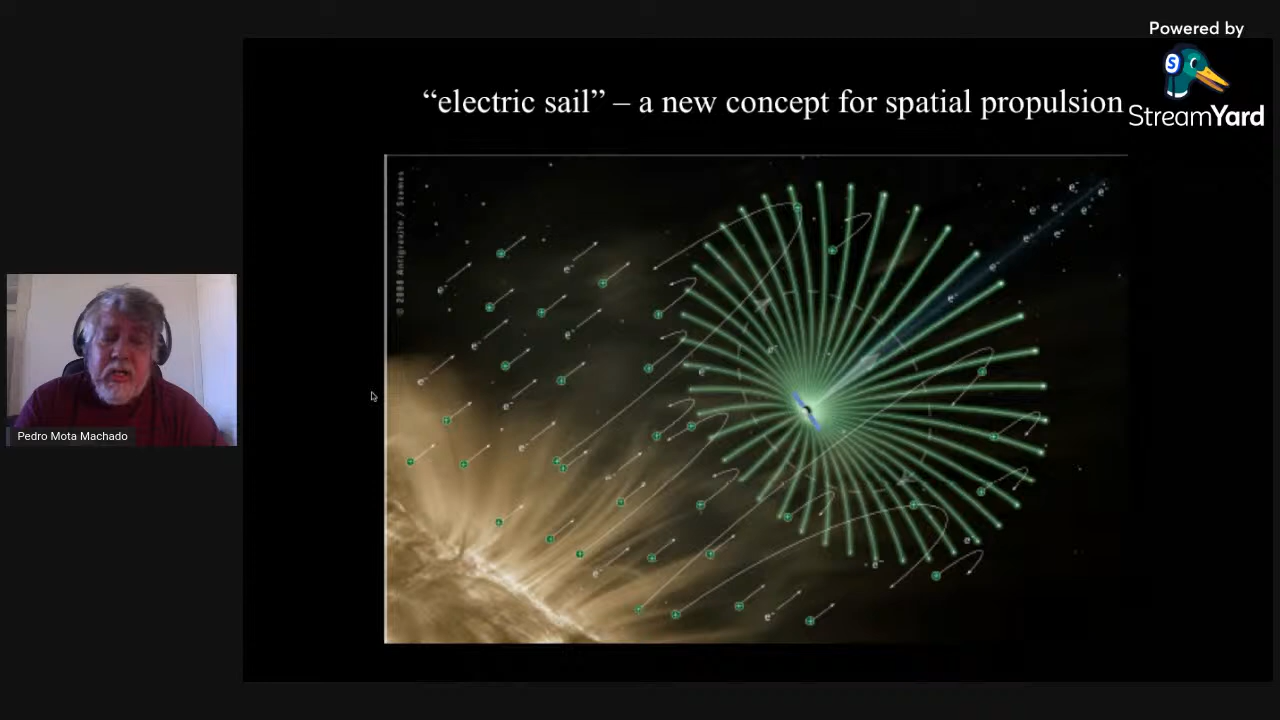 Powered by
StreamYard
“electric sail” – a new concept for spatial propulsion
Pedro Mota Machado